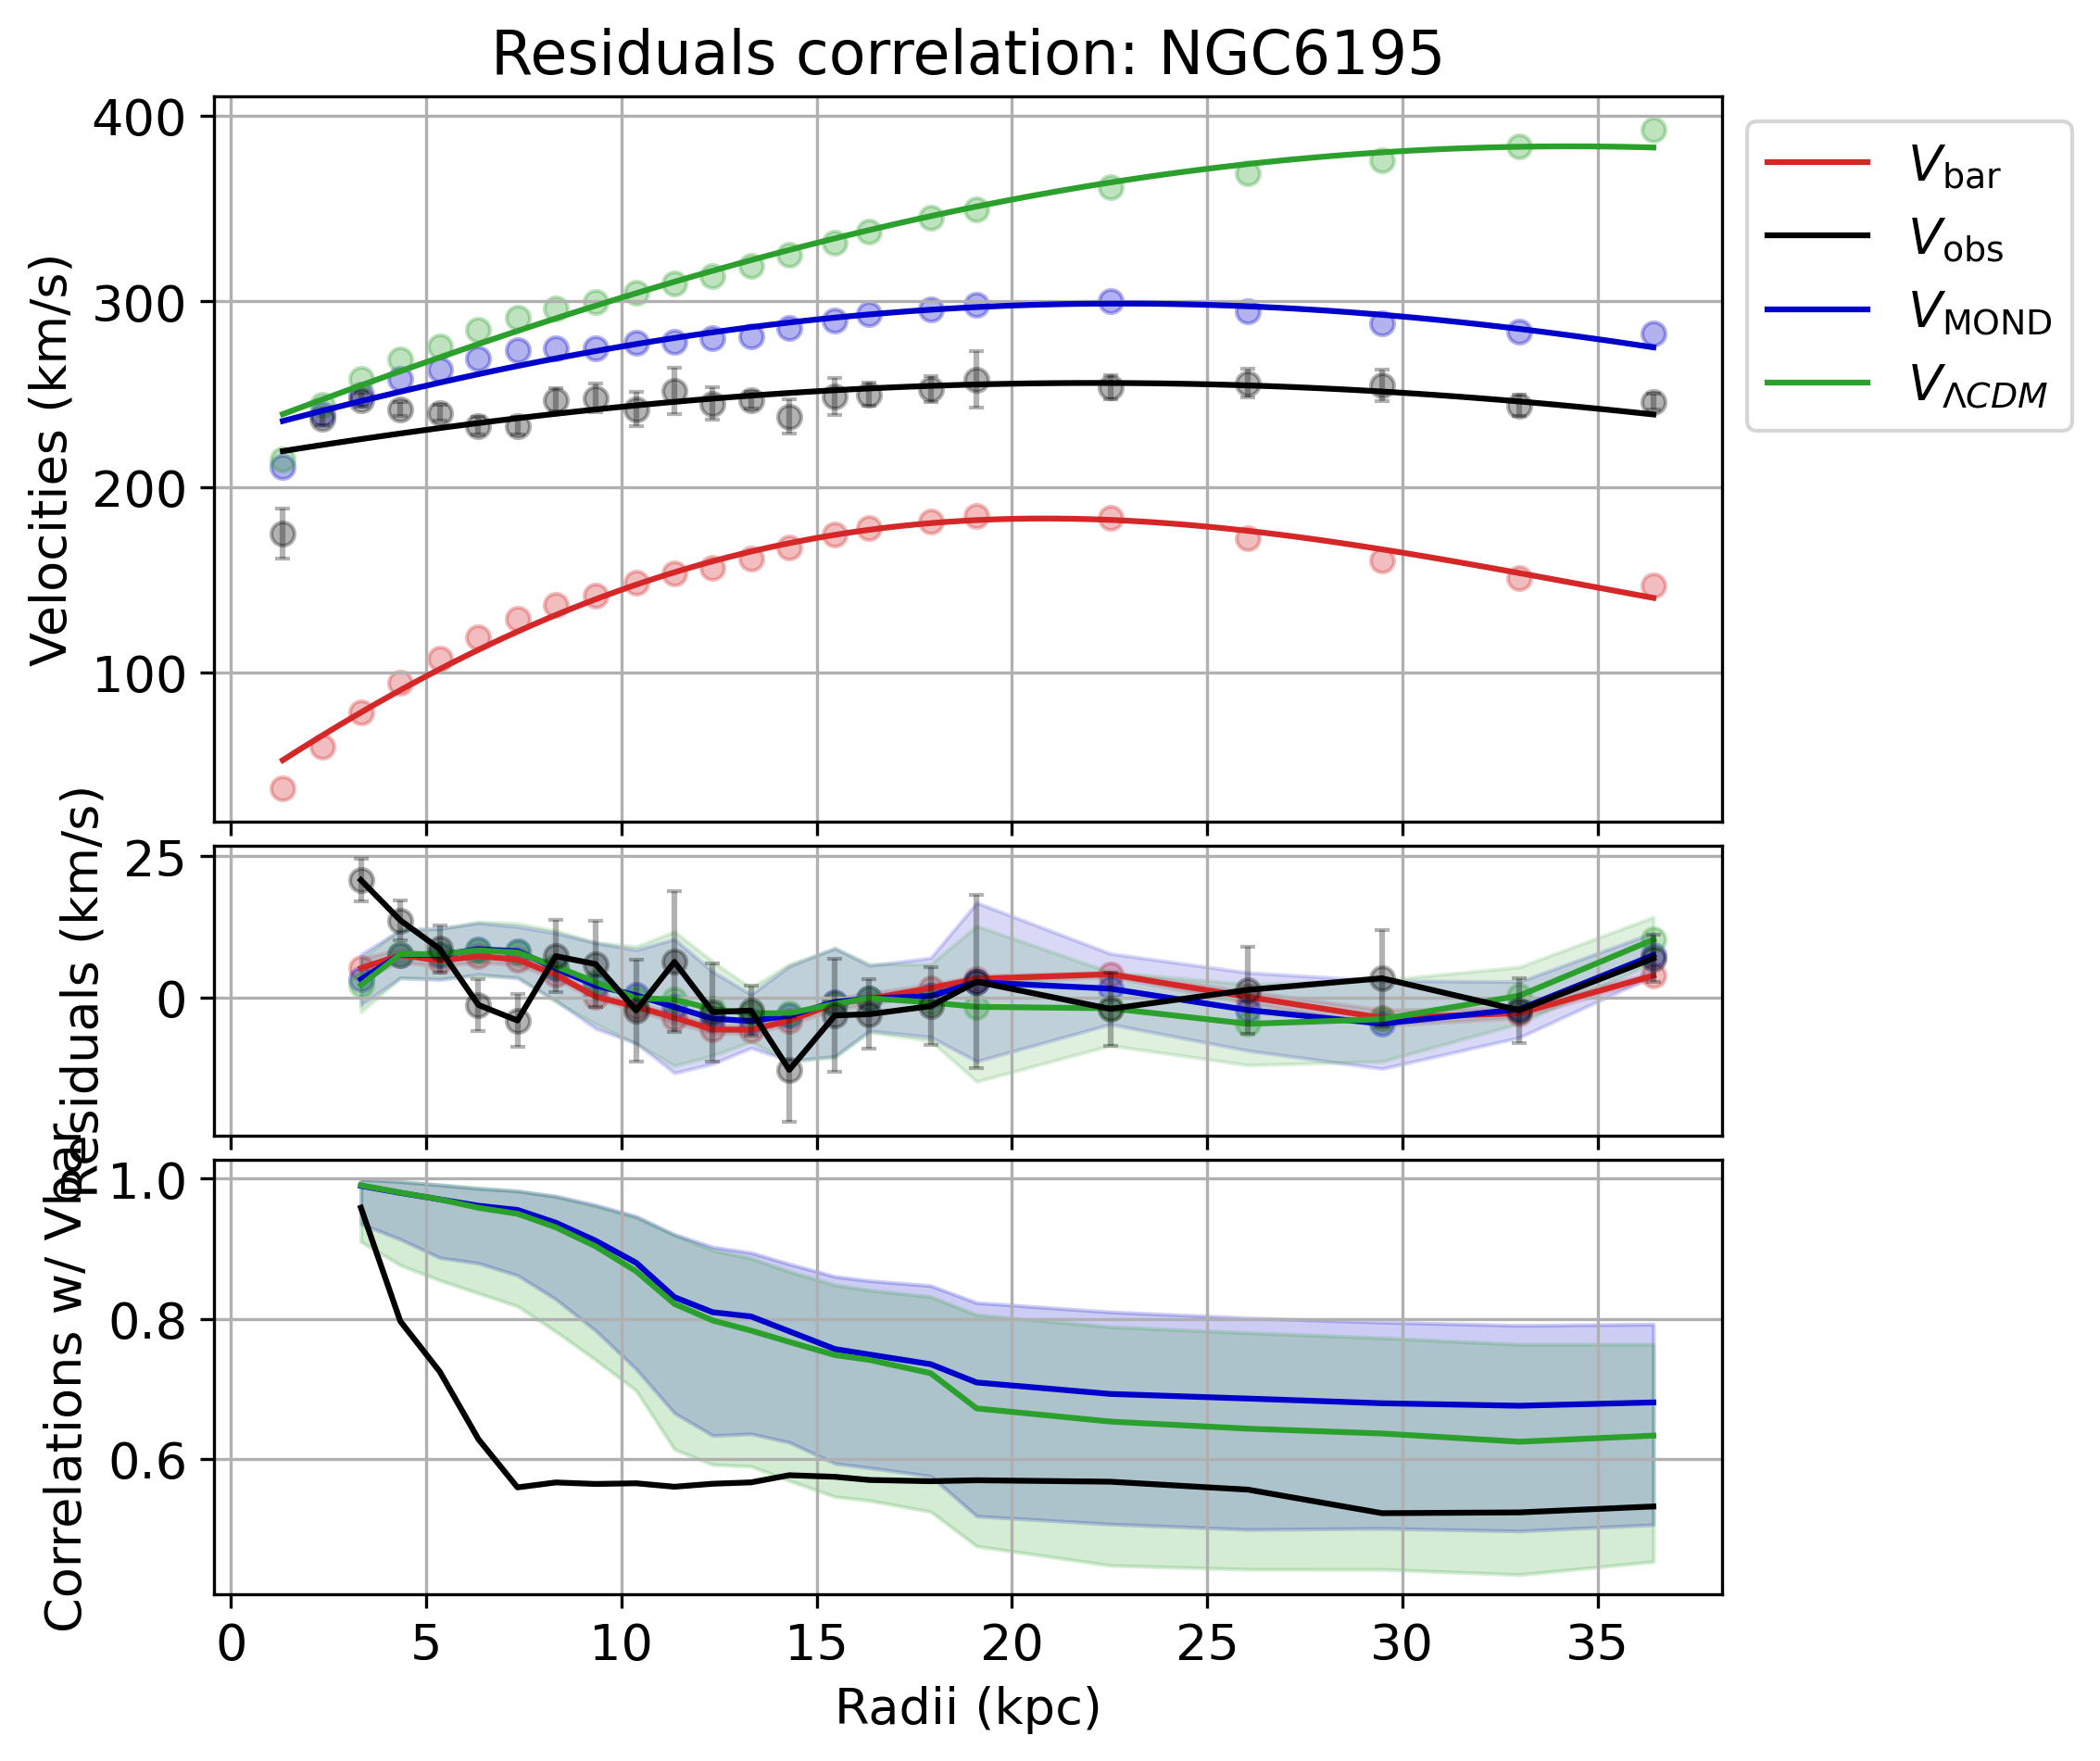 Residuals correlation: NGC6195
400
300
200
100
Velocities (km/s)
V_bar
V_obs
V_MOND
V_ΛCDM
25
0
Residuals (km/s)
1.0
0.8
0.6
Correlations w/ Vbar
0 5 10 15 20 25 30 35
Radii (kpc)